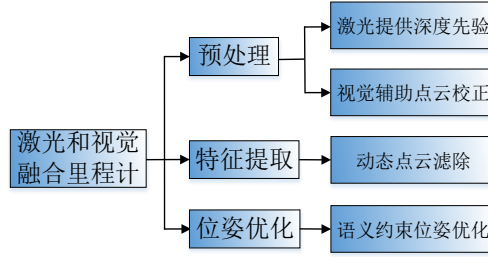 激光和视觉
融合里程计
预处理
激光提供深度先验
视觉辅助点云校正
特征提取
动态点云滤除
位姿优化
语义约束位姿优化